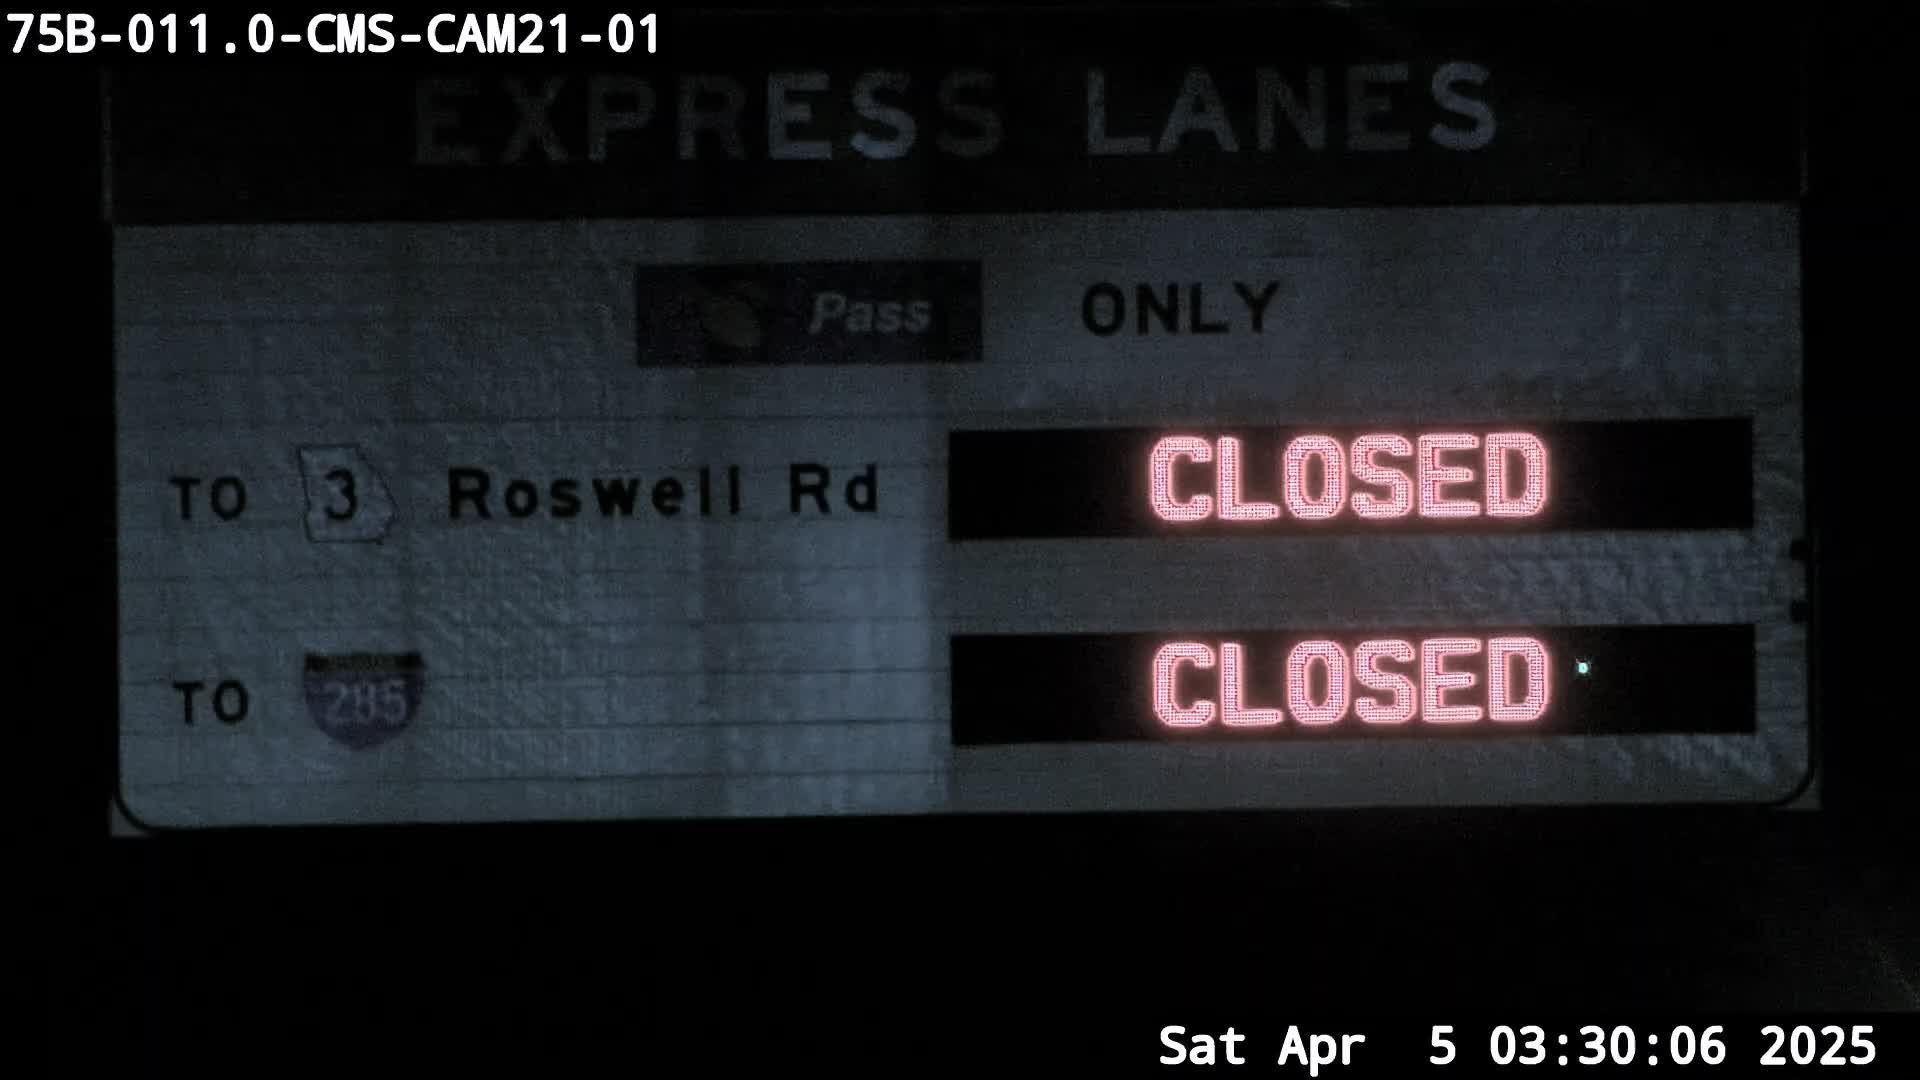 75B-011.0-CMS-CAM21-01
EXPRESS LANES
Pass ONLY
TO 3 Roswell Rd CLOSED
TO 285 CLOSED
Sat Apr 5 03:30:06 2025